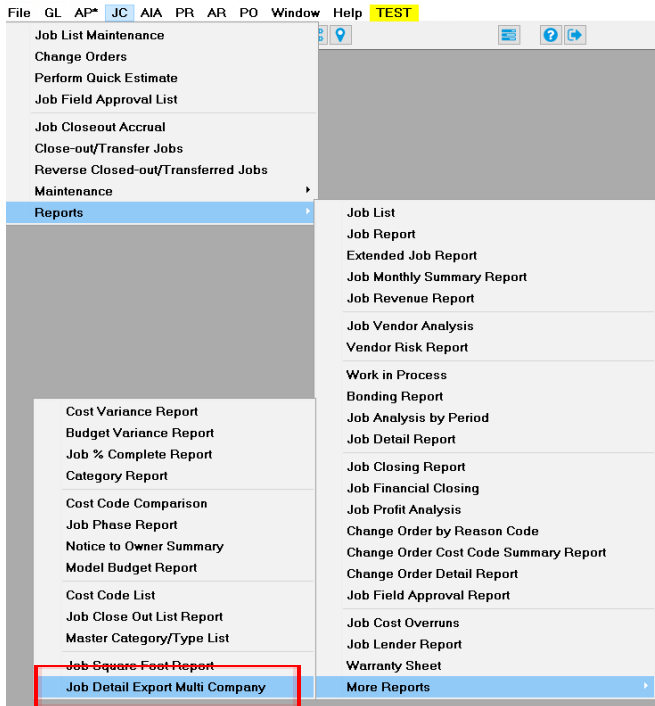 File GL AP* JC AIA PR AR PO Window Help TEST
Job List Maintenance
Change Orders
Perform Quick Estimate
Job Field Approval List
Job Closeout Accrual
Close-out/Transfer Jobs
Reverse Closed-out/Transferred Jobs
Maintenance
Reports
Job List
Job Report
Extended Job Report
Job Monthly Summary Report
Job Revenue Report
Job Vendor Analysis
Vendor Risk Report
Work in Process
Bonding Report
Job Analysis by Period
Job Detail Report
Job Closing Report
Job Financial Closing
Job Profit Analysis
Change Order by Reason Code
Change Order Cost Code Summary Report
Change Order Detail Report
Job Field Approval Report
Job Cost Overruns
Job Lender Report
Warranty Sheet
More Reports
Cost Variance Report
Budget Variance Report
Job % Complete Report
Category Report
Cost Code Comparison
Job Phase Report
Notice to Owner Summary
Model Budget Report
Cost Code List
Job Close Out List Report
Master Category/Type List
Job Square Foot Report
Job Detail Export Multi Company